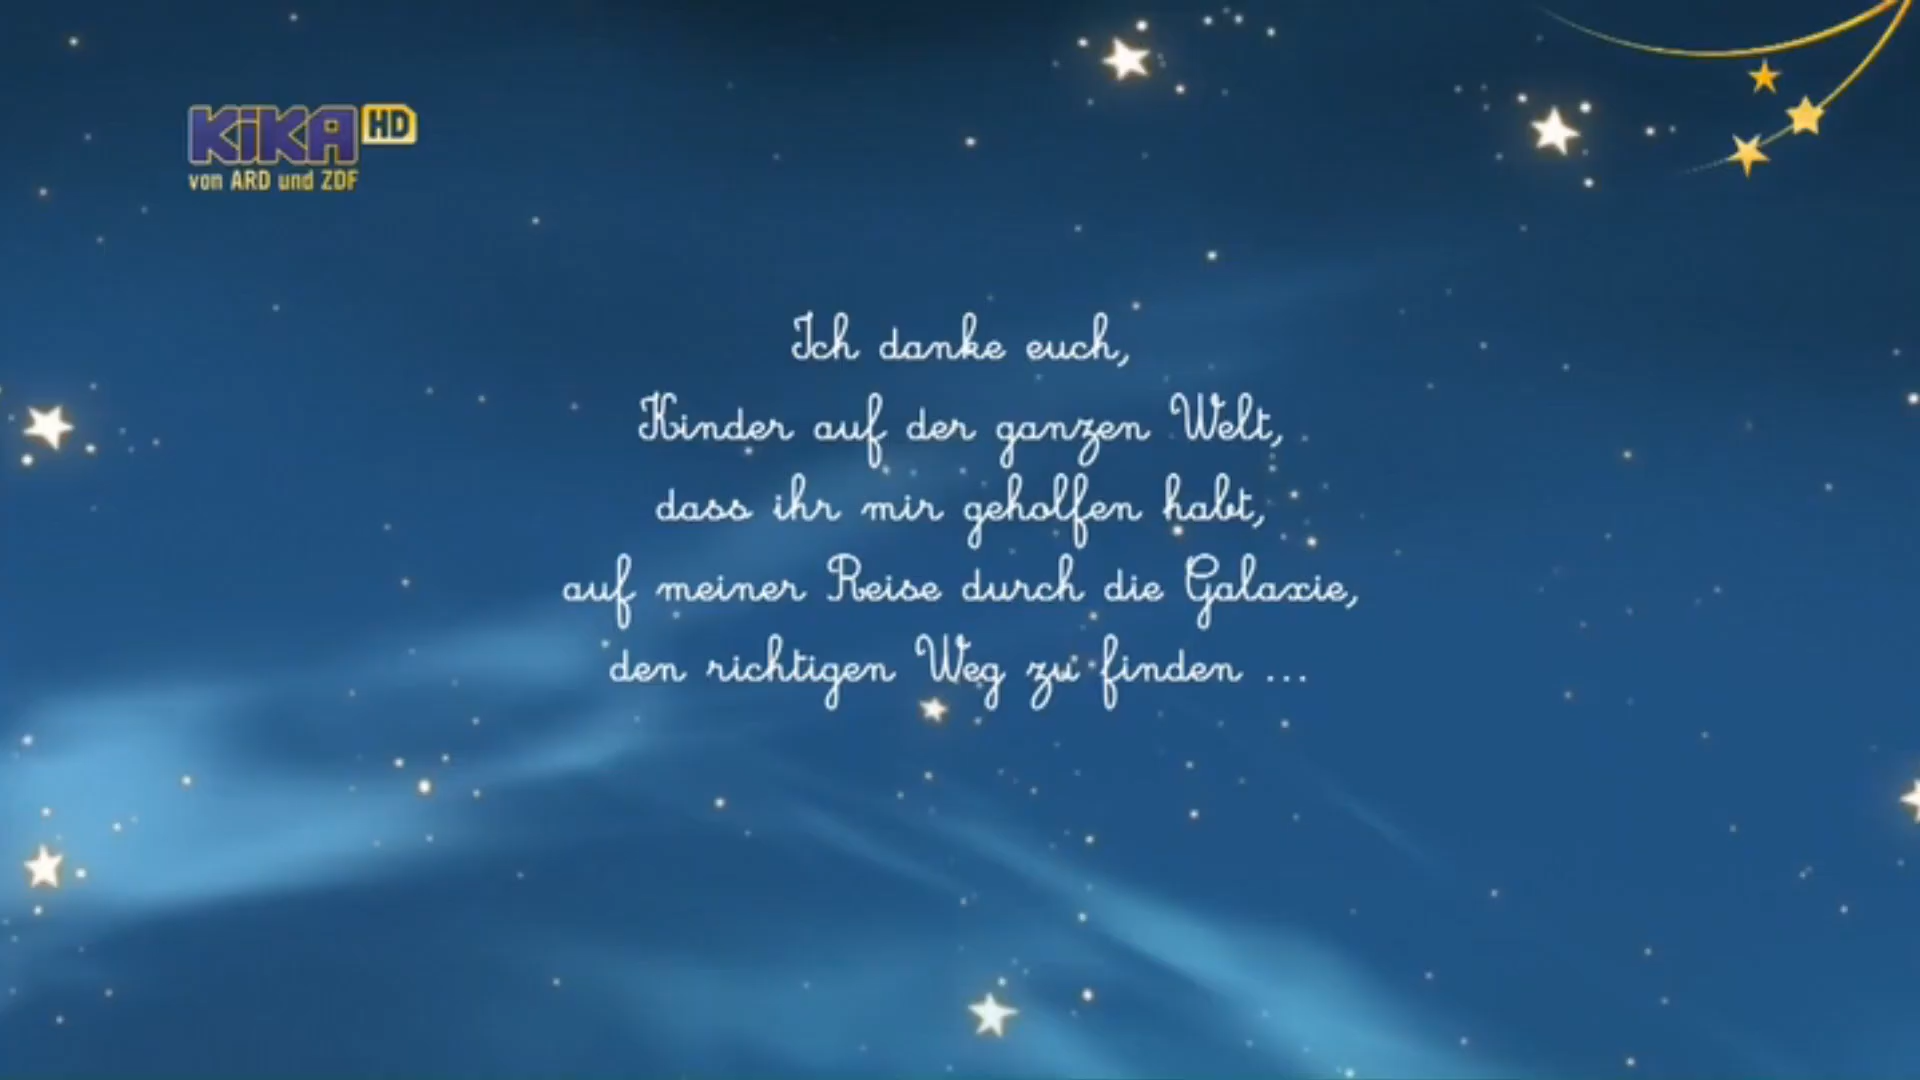 KiKA HD
von ARD und ZDF
Ich danke euch,
Kinder auf der ganzen Welt,
dass ihr mir geholfen habt,
auf meiner Reise durch die Galaxie,
den richtigen Weg zu finden ...